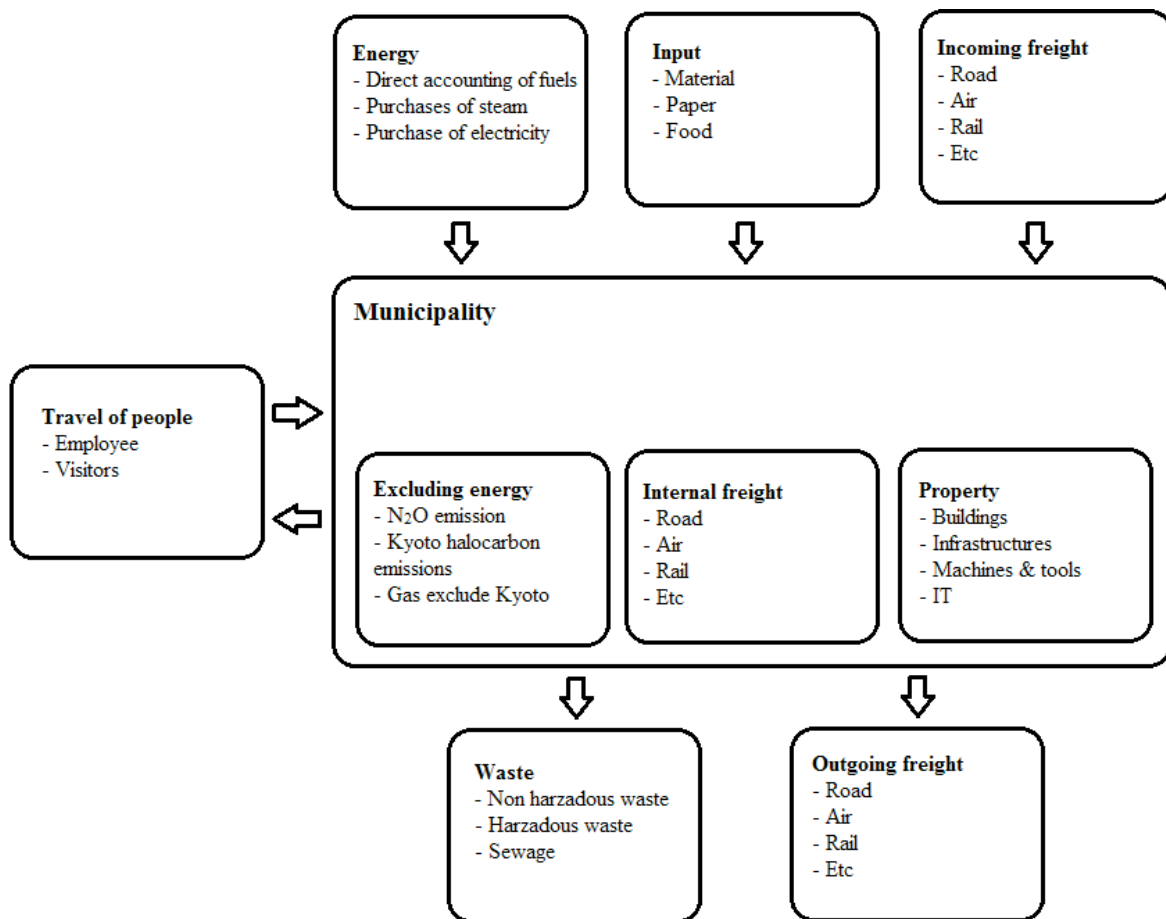 Energy
- Direct accounting of fuels
- Purchases of steam
- Purchase of electricity
Input
- Material
- Paper
- Food
Incoming freight
- Road
- Air
- Rail
- Etc
Municipality
Travel of people
- Employee
- Visitors
Excluding energy
- N₂O emission
- Kyoto halocarbon
emissions
- Gas exclude Kyoto
Internal freight
- Road
- Air
- Rail
- Etc
Property
- Buildings
- Infrastructures
- Machines & tools
- IT
Waste
- Non harzadous waste
- Harzadous waste
- Sewage
Outgoing freight
- Road
- Air
- Rail
- Etc